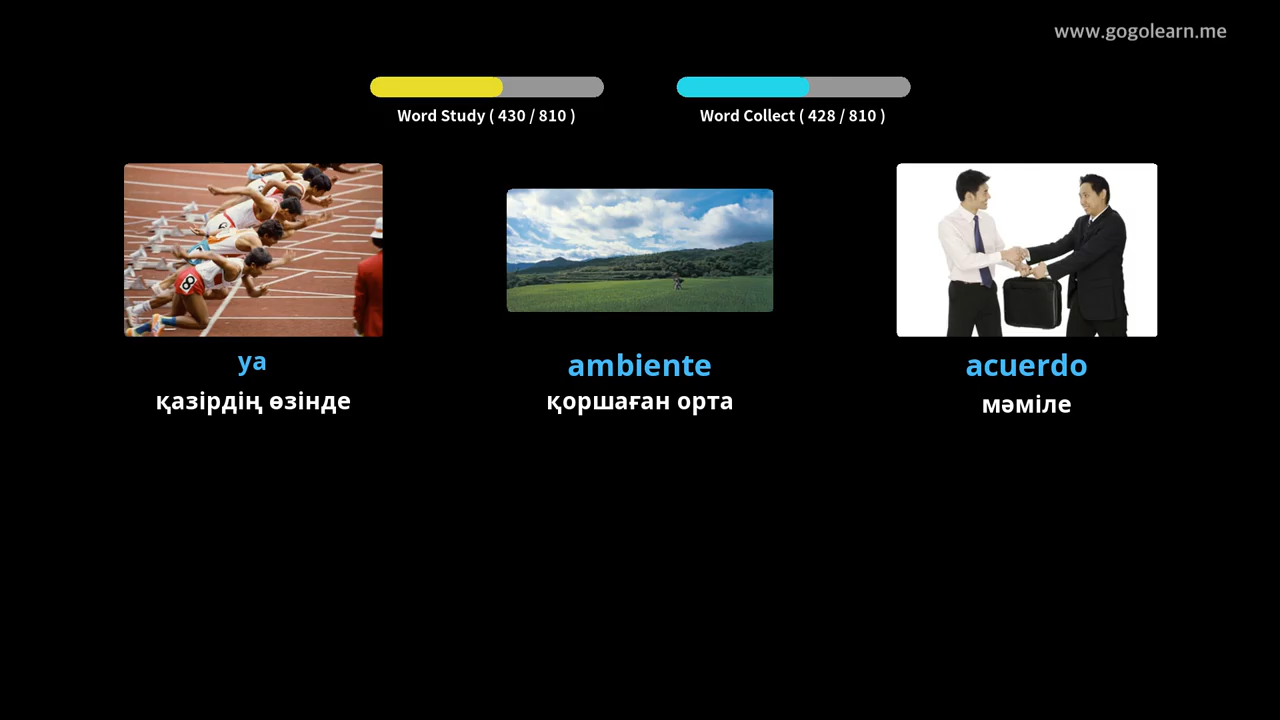 www.gogolearn.me
Word Study ( 430 / 810 )
Word Collect ( 428 / 810 )
8
ya
ambiente
acuerdo
қазірдің өзінде
қоршаған орта
мәміле